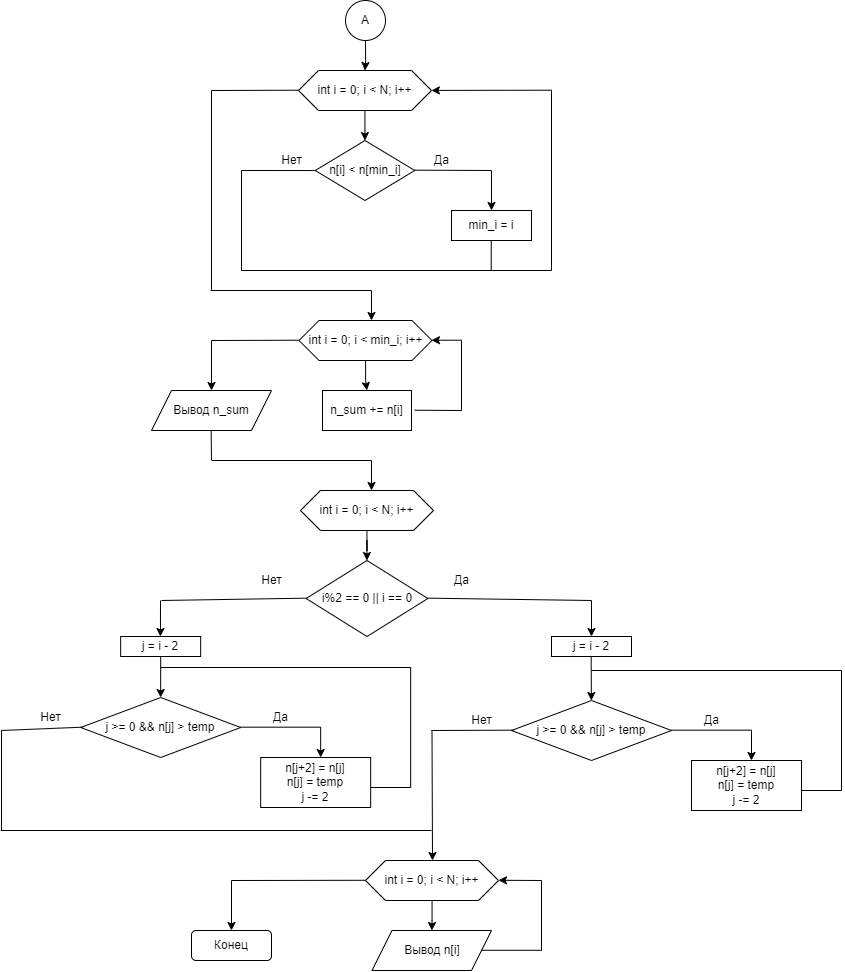 A
int i = 0; i < N; i++
Нет
Да
n[i] < n[min_i]
min_i = i
int i = 0; i < min_i; i++
Вывод n_sum
n_sum += n[i]
int i = 0; i < N; i++
Нет
Да
i%2 == 0 || i == 0
j = i - 2
j = i - 2
Нет
Да
j >= 0 && n[j] > temp
n[j+2] = n[j]
n[j] = temp
j -= 2
Нет
Да
j >= 0 && n[j] > temp
n[j+2] = n[j]
n[j] = temp
j -= 2
int i = 0; i < N; i++
Конец
Вывод n[i]